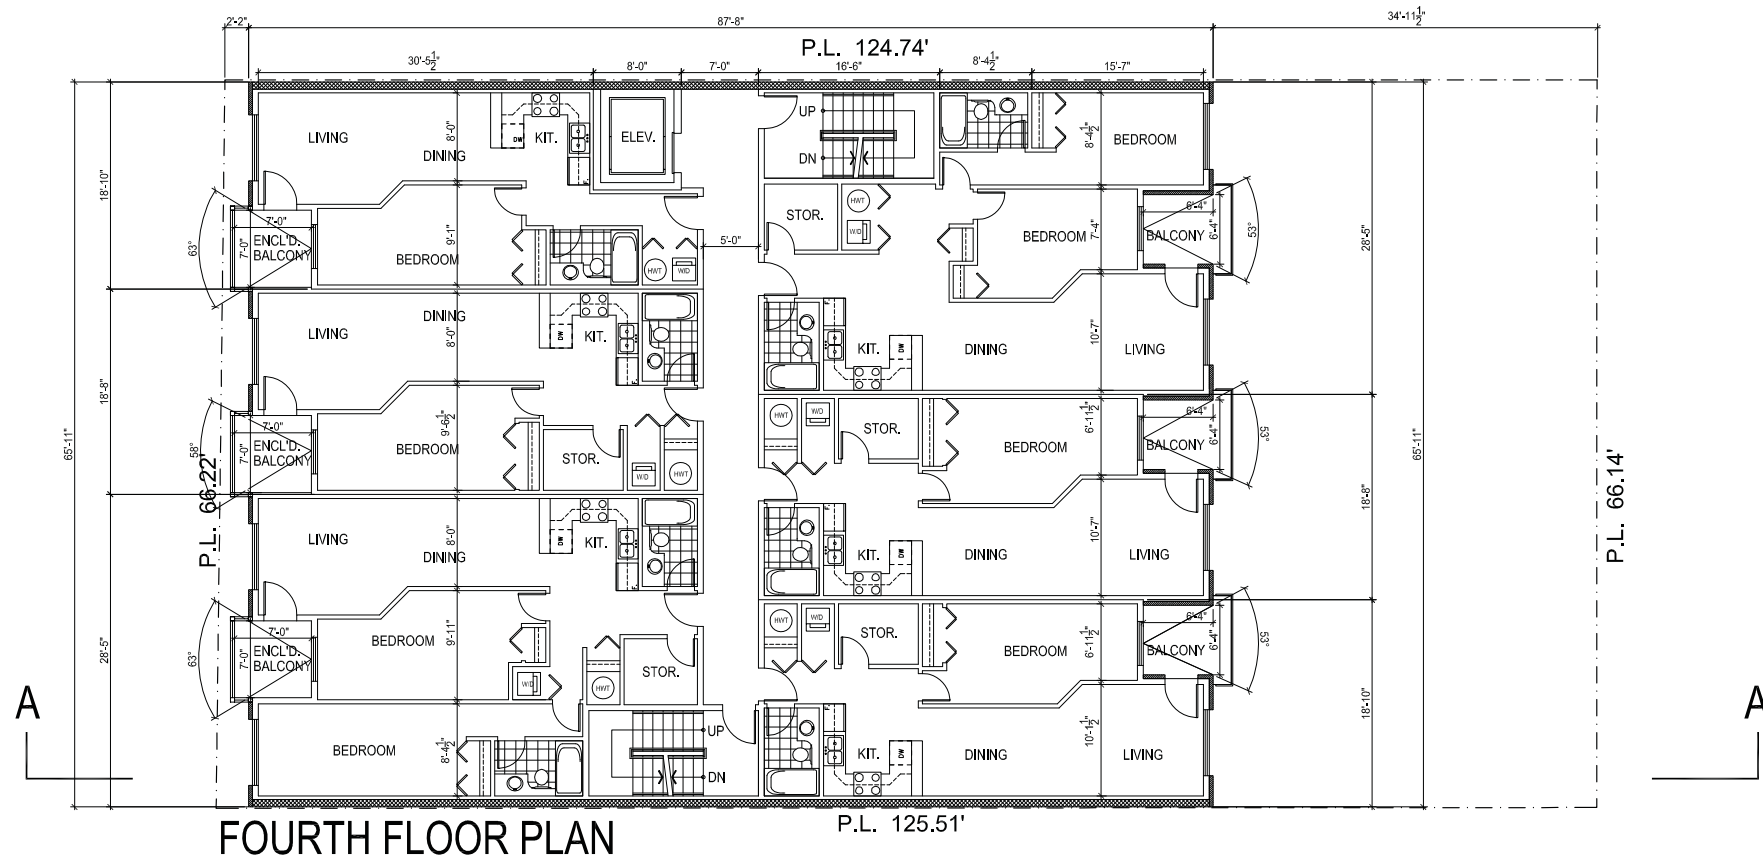 2'-2"
87'-8"
34'-11 1/2"
P.L. 124.74'
30'-5 1/2"
8'-0"
7'-0"
16'-6"
8'-4 1/2"
15'-7"
LIVING
DINING
8'-0"
DW
KIT.
F.
ELEV.
UP
DN
8'-4 1/2"
BEDROOM
18'-10"
65'-11"
63°
7'-0"
7'-0"
ENCL'D.
BALCONY
9'-1"
BEDROOM
HWT
W/D
5'-0"
STOR.
HWT
W/D
BEDROOM
7'-4"
6'-4"
BALCONY
6'-4"
53°
28'-5"
LIVING
DINING
8'-0"
DW
KIT.
F.
F.
KIT.
DW
DINING
10'-7"
LIVING
18'-8"
58°
7'-0"
7'-0"
ENCL'D.
BALCONY
9'-6 1/2"
BEDROOM
STOR.
W/D
HWT
HWT
W/D
STOR.
BEDROOM
6'-11 1/2"
6'-4"
BALCONY
6'-4"
53°
65'-11"
P.L. 66.22'
P.L. 66.14'
LIVING
DINING
8'-0"
DW
KIT.
F.
F.
KIT.
DW
DINING
10'-7"
LIVING
18'-8"
28'-5"
63°
7'-0"
7'-0"
ENCL'D.
BALCONY
BEDROOM
9'-11"
W/D
HWT
STOR.
HWT
W/D
STOR.
BEDROOM
6'-11 1/2"
6'-4"
BALCONY
6'-4"
53°
18'-10"
A
A
BEDROOM
8'-4 1/2"
UP
DN
F.
KIT.
DW
DINING
10'-1 1/2"
LIVING
P.L. 125.51'
FOURTH FLOOR PLAN